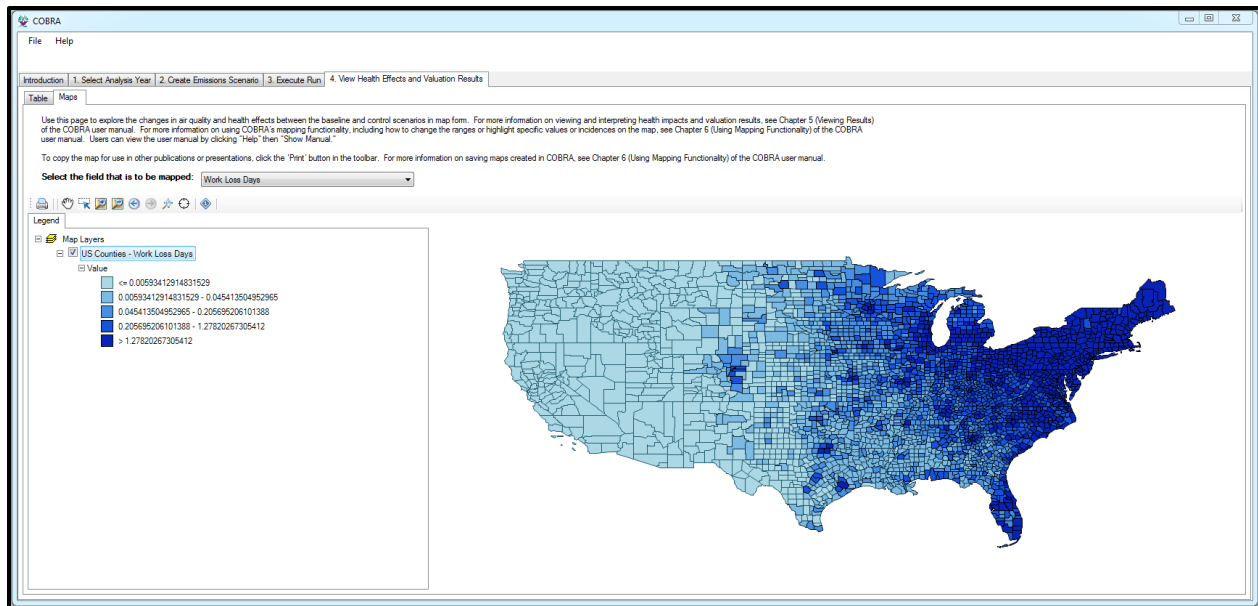 COBRA
File Help
Introduction 1. Select Analysis Year 2. Create Emissions Scenario 3. Execute Run 4. View Health Effects and Valuation Results
Table Maps
Use this page to explore the changes in air quality and health effects between the baseline and control scenarios in map form. For more information on viewing and interpreting health impacts and valuation results, see Chapter 5 (Viewing Results)
of the COBRA user manual. For more information on using COBRA's mapping functionality, including how to change the ranges or highlight specific values or incidences on the map, see Chapter 6 (Using Mapping Functionality) of the COBRA
user manual. Users can view the user manual by clicking "Help" then "Show Manual."
To copy the map for use in other publications or presentations, click the 'Print' button in the toolbar. For more information on saving maps created in COBRA, see Chapter 6 (Using Mapping Functionality) of the COBRA user manual.
Select the field that is to be mapped: Work Loss Days
Legend
Map Layers
US Counties - Work Loss Days
Value
<= 0.00593412914831529
0.00593412914831529 - 0.045413504952965
0.045413504952965 - 0.205695206101388
0.205695206101388 - 1.27820267305412
> 1.27820267305412